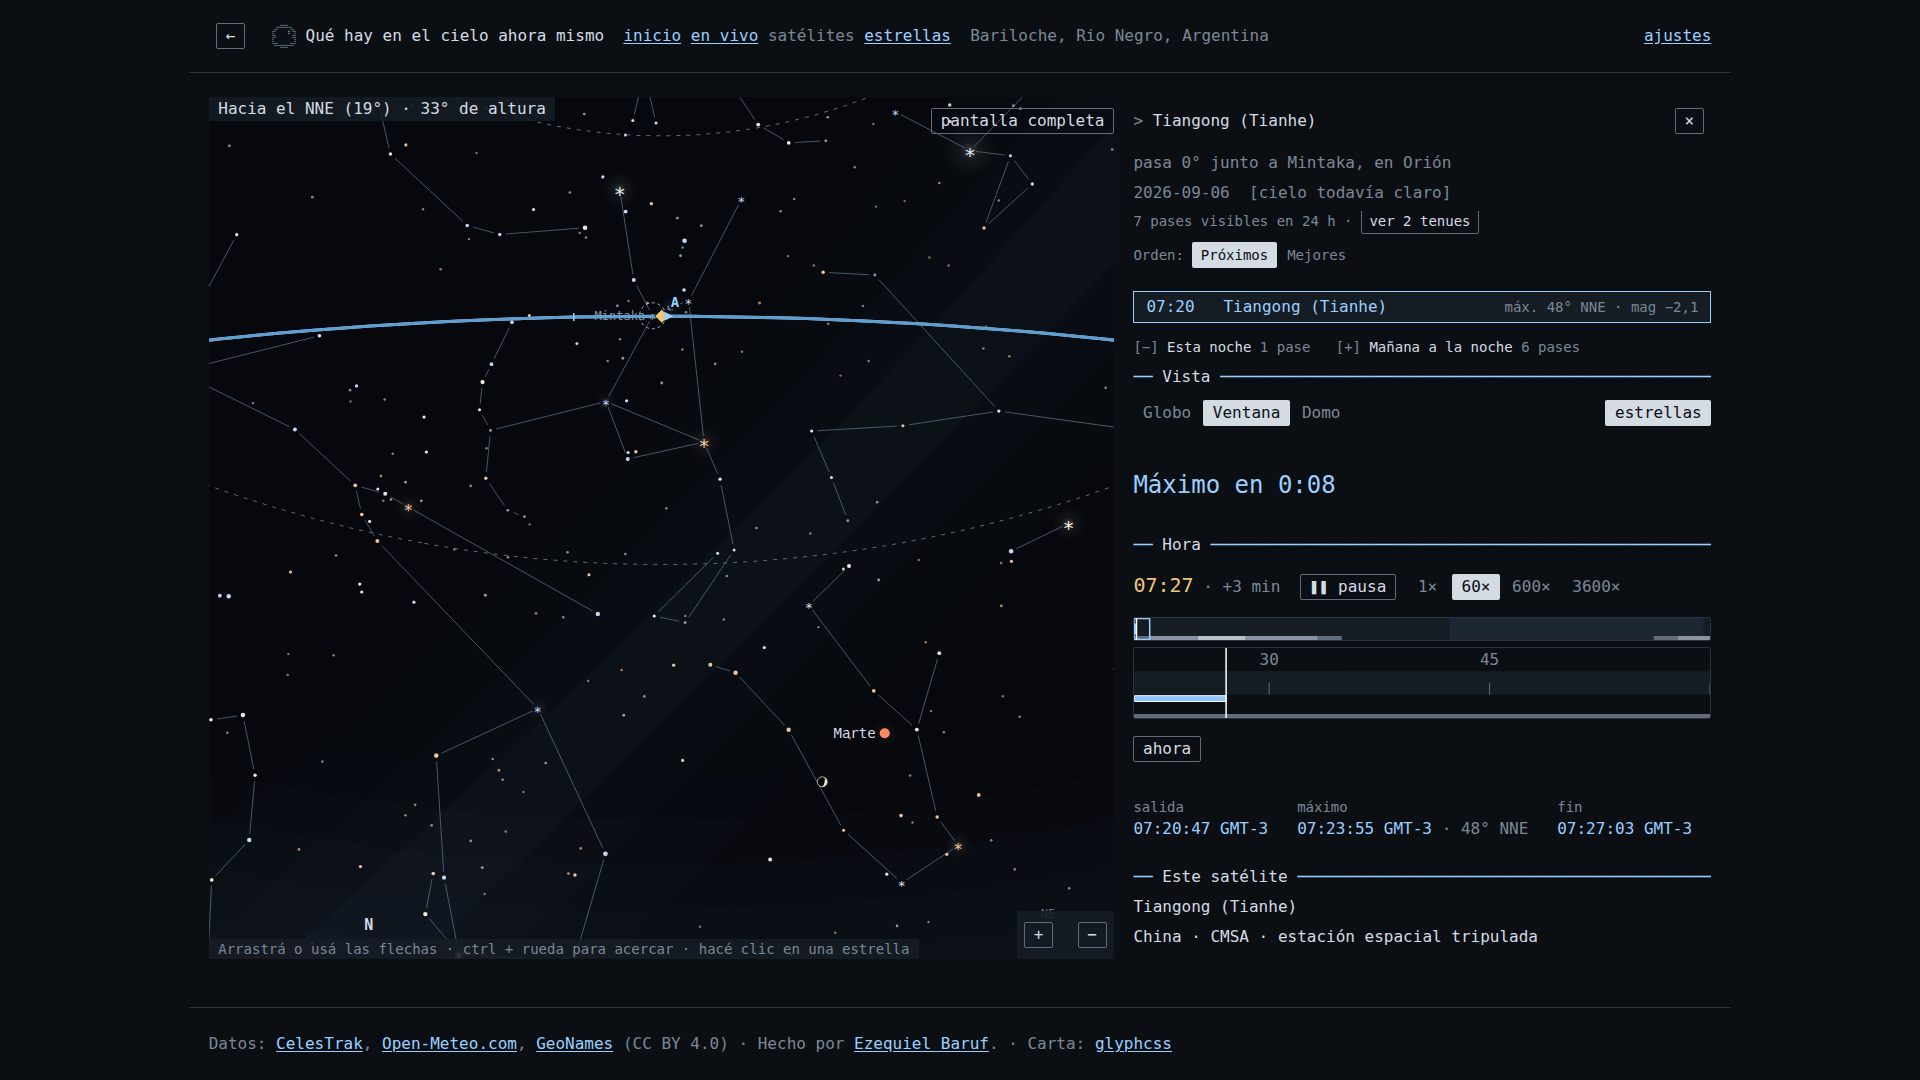 ← Qué hay en el cielo ahora mismo inicio en vivo satélites estrellas Bariloche, Rio Negro, Argentina ajustes
Hacia el NNE (19°) · 33° de altura
pantalla completa
Mintaka
A
Marte
N
NE
Arrastrá o usá las flechas · ctrl + rueda para acercar · hacé clic en una estrella
+ −
> Tiangong (Tianhe) ×
pasa 0° junto a Mintaka, en Orión
2026-09-06 [cielo todavía claro]
7 pases visibles en 24 h · ver 2 tenues
Orden: Próximos Mejores
07:20 Tiangong (Tianhe) máx. 48° NNE · mag −2,1
[−] Esta noche 1 pase [+] Mañana a la noche 6 pases
Vista
Globo Ventana Domo estrellas
Máximo en 0:08
Hora
07:27 · +3 min ❚❚ pausa 1× 60× 600× 3600×
30 45
ahora
salida máximo fin
07:20:47 GMT-3 07:23:55 GMT-3 · 48° NNE 07:27:03 GMT-3
Este satélite
Tiangong (Tianhe)
China · CMSA · estación espacial tripulada
Datos: CelesTrak, Open-Meteo.com, GeoNames (CC BY 4.0) · Hecho por Ezequiel Baruf. · Carta: glyphcss